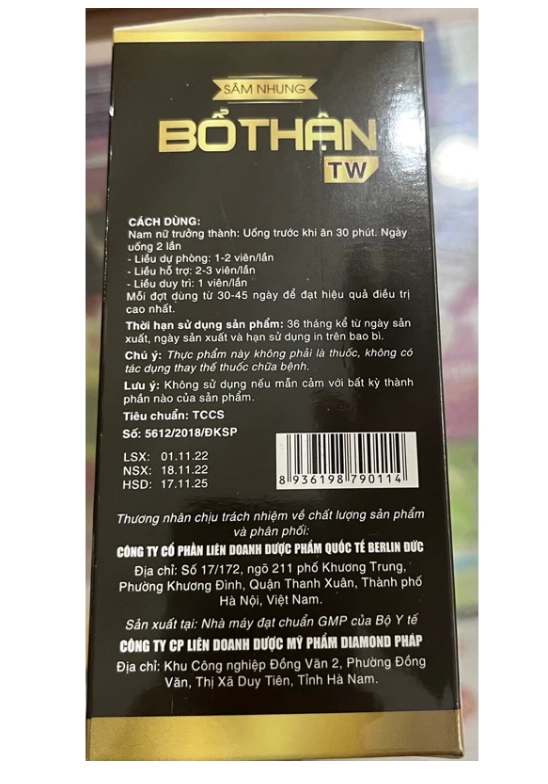 SÂM NHUNG
BỔ THẬN
TW
CÁCH DÙNG:
Nam nữ trưởng thành: Uống trước khi ăn 30 phút. Ngày
uống 2 lần
- Liều dự phòng: 1-2 viên/lần
- Liều hỗ trợ: 2-3 viên/lần
- Liều duy trì: 1 viên/lần
Mỗi đợt dùng từ 30-45 ngày để đạt hiệu quả điều trị
cao nhất.
Thời hạn sử dụng sản phẩm: 36 tháng kể từ ngày sản
xuất, ngày sản xuất và hạn sử dụng in trên bao bì.
Chú ý: Thực phẩm này không phải là thuốc, không có
tác dụng thay thế thuốc chữa bệnh.
Lưu ý: Không sử dụng nếu mẫn cảm với bất kỳ thành
phần nào của sản phẩm.
Tiêu chuẩn: TCCS
Số: 5612/2018/ĐKSP
LSX: 01.11.22
NSX: 18.11.22
HSD: 17.11.25
8 936198 790114
Thương nhân chịu trách nhiệm về chất lượng sản phẩm
và phân phối:
CÔNG TY CỔ PHẦN LIÊN DOANH DƯỢC PHẨM QUỐC TẾ BERLIN ĐỨC
Địa chỉ: Số 17/172, ngõ 211 phố Khương Trung,
Phường Khương Đình, Quận Thanh Xuân, Thành phố
Hà Nội, Việt Nam.
Sản xuất tại: Nhà máy đạt chuẩn GMP của Bộ Y tế
CÔNG TY CP LIÊN DOANH DƯỢC MỸ PHẨM DIAMOND PHÁP
Địa chỉ: Khu Công nghiệp Đồng Văn 2, Phường Đồng
Văn, Thị Xã Duy Tiên, Tỉnh Hà Nam.